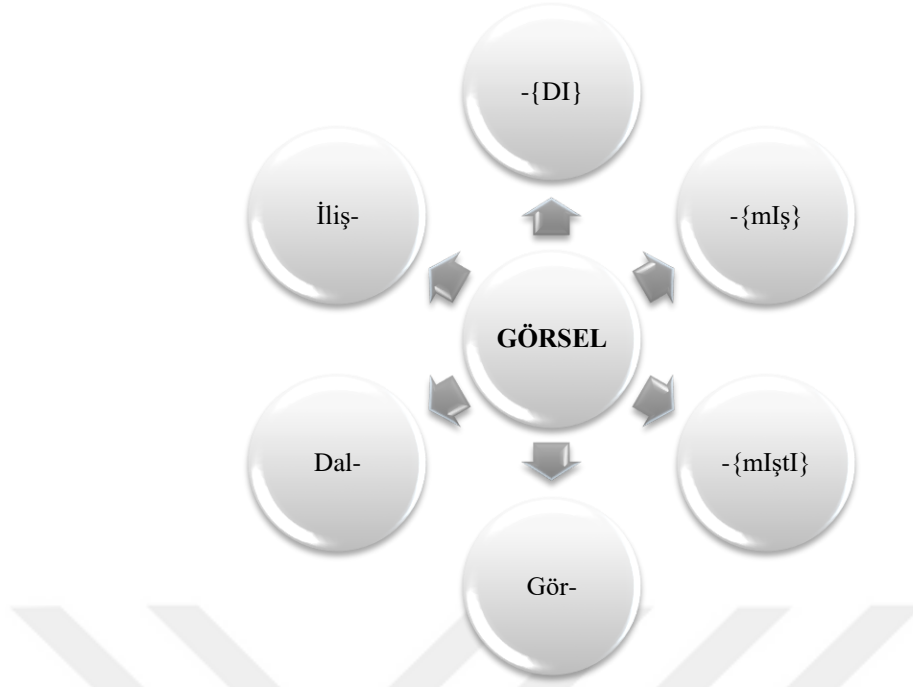 -{DI}
İliş-
-{mIş}
GÖRSEL
Dal-
-{mIştI}
Gör-